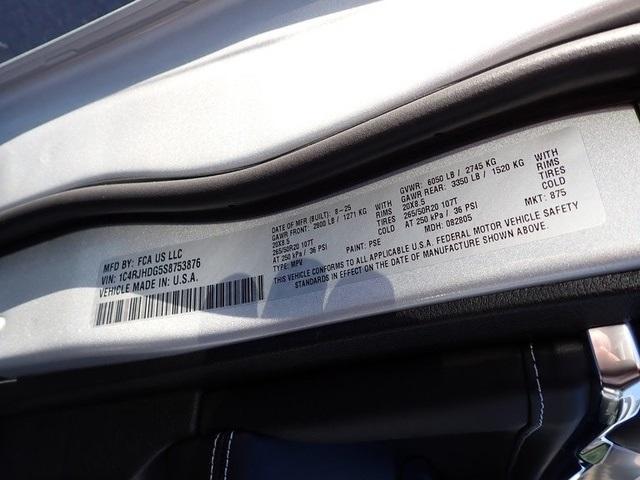 MFD BY: FCA US LLC
VIN: 1C4RJHDG5S8753876
VEHICLE MADE IN: U.S.A.
DATE OF MFR (BUILT): 8-25
GAWR FRONT: 2800 LB / 1271 KG WITH
20X8.5 RIMS
265/50R20 107T TIRES
AT 250 kPa / 36 PSI COLD
TYPE: MPV
PAINT: PSE
GVWR: 6050 LB / 2745 KG
GAWR REAR: 3350 LB / 1520 KG WITH
20X8.5 RIMS
265/50R20 107T TIRES
AT 250 kPa / 36 PSI COLD
MDH: 082805
MKT: 875
THIS VEHICLE CONFORMS TO ALL APPLICABLE U.S.A. FEDERAL MOTOR VEHICLE SAFETY
STANDARDS IN EFFECT ON THE DATE OF MANUFACTURE SHOWN ABOVE.